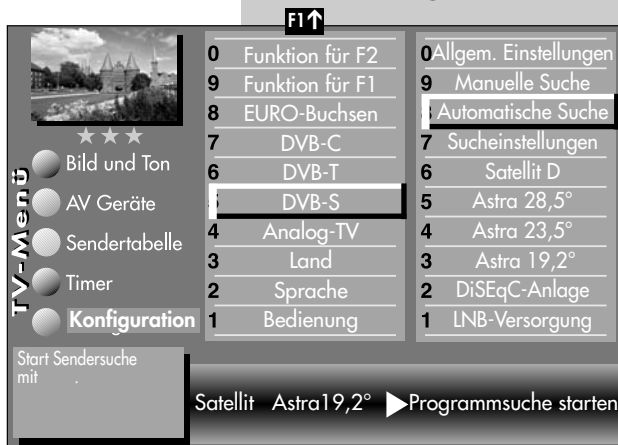 F1↑
TV-Menü
Bild und Ton
AV Geräte
Sendertabelle
Timer
Konfiguration
0 Funktion für F2
9 Funktion für F1
8 EURO-Buchsen
7 DVB-C
6 DVB-T
DVB-S
4 Analog-TV
3 Land
2 Sprache
1 Bedienung
0 Allgem. Einstellungen
9 Manuelle Suche
Automatische Suche
7 Sucheinstellungen
6 Satellit D
5 Astra 28,5°
4 Astra 23,5°
3 Astra 19,2°
2 DiSEqC-Anlage
1 LNB-Versorgung
Start Sendersuche
mit .
Satellit Astra19,2° ▶Programmsuche starten